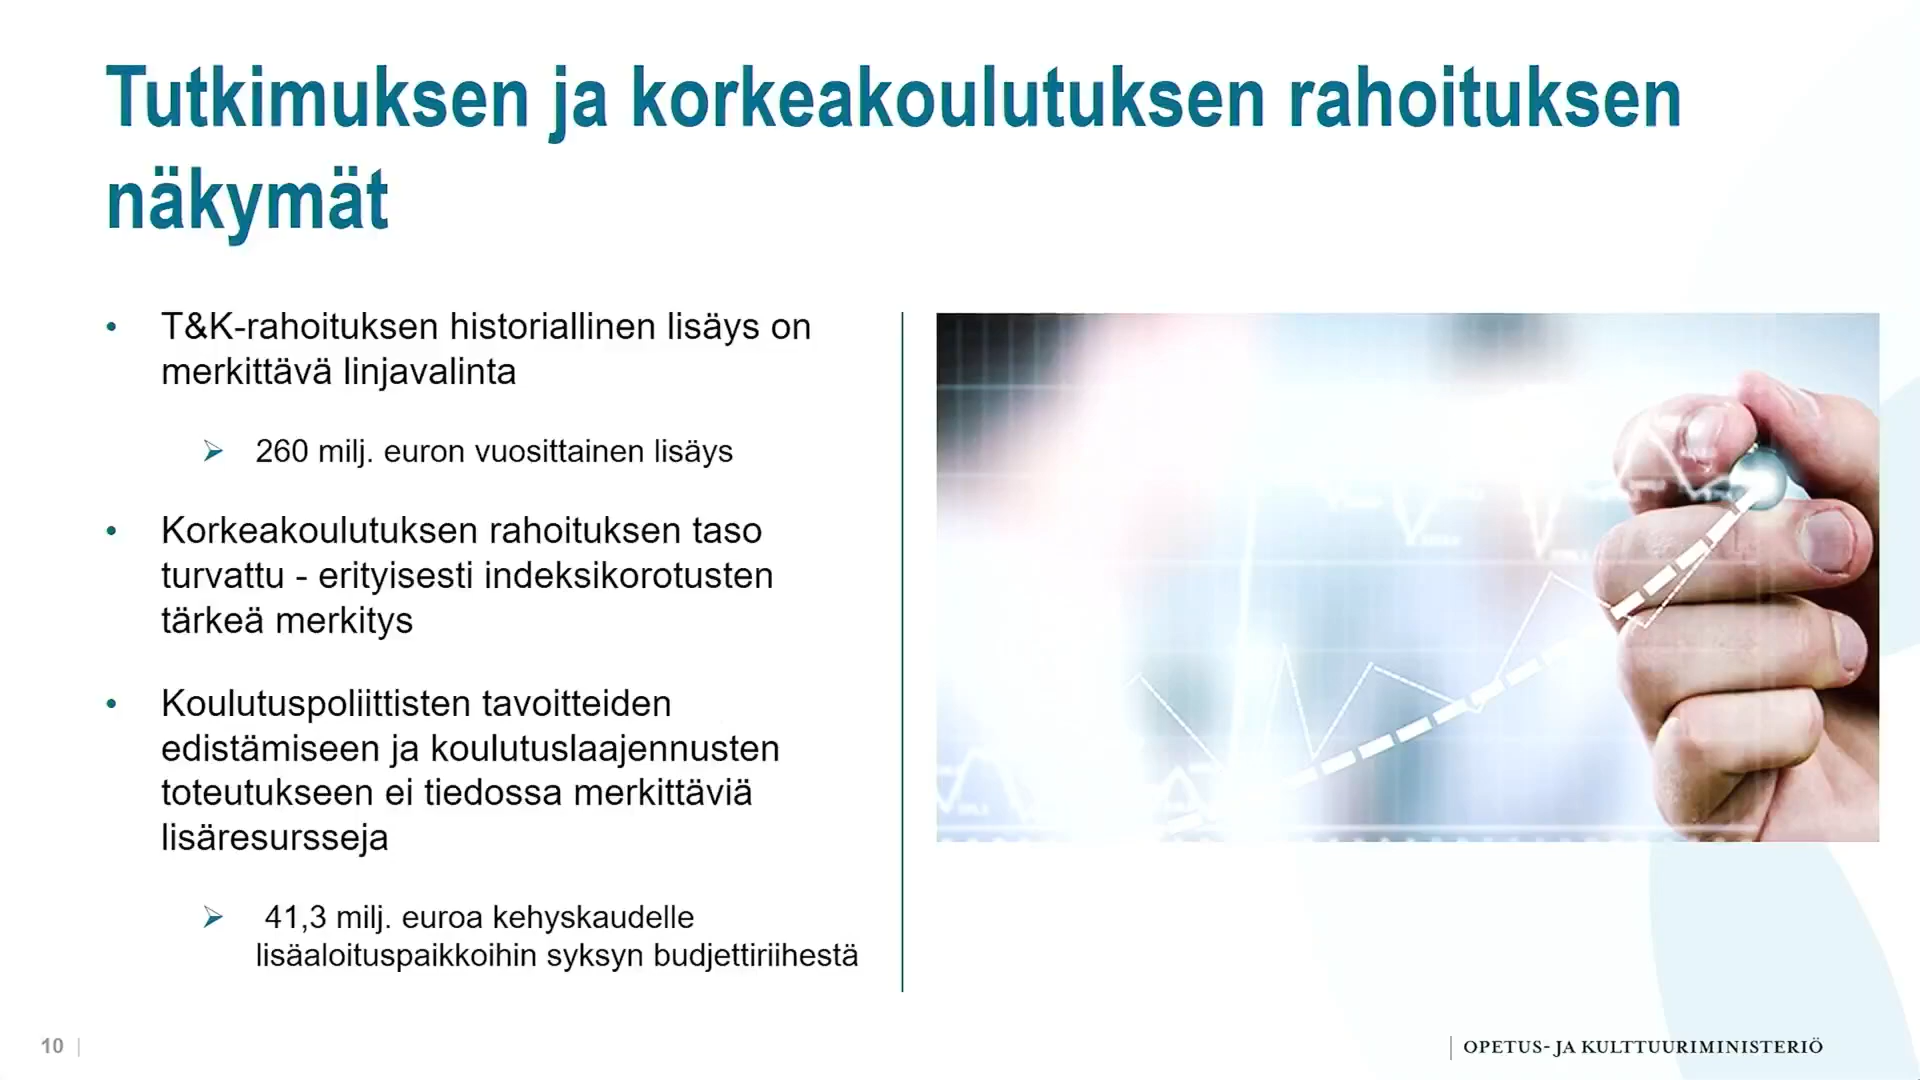 Tutkimuksen ja korkeakoulutuksen rahoituksen
näkymät
• T&K-rahoituksen historiallinen lisäys on
merkittävä linjavalinta
➢ 260 milj. euron vuosittainen lisäys
• Korkeakoulutuksen rahoituksen taso
turvattu - erityisesti indeksikorotusten
tärkeä merkitys
• Koulutuspoliittisten tavoitteiden
edistämiseen ja koulutuslaajennusten
toteutukseen ei tiedossa merkittäviä
lisäresursseja
➢ 41,3 milj. euroa kehyskaudelle
lisäaloituspaikkoihin syksyn budjettiriihestä
10 |
| OPETUS- JA KULTTUURIMINISTERIÖ